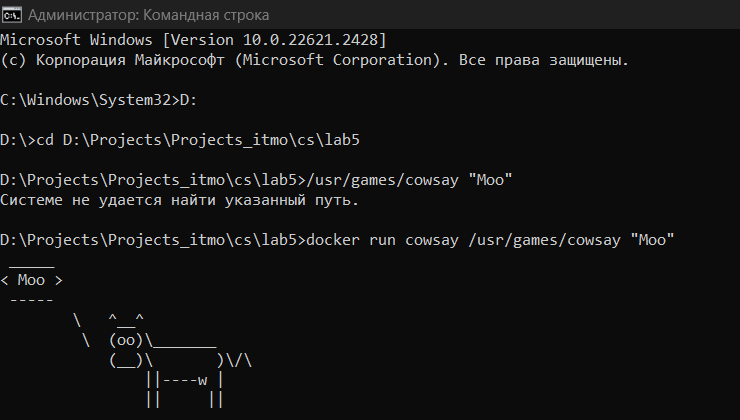 Администратор: Командная строка
Microsoft Windows [Version 10.0.22621.2428]
(c) Корпорация Майкрософт (Microsoft Corporation). Все права защищены.
C:\Windows\System32>D:
D:\>cd D:\Projects\Projects_itmo\cs\lab5
D:\Projects\Projects_itmo\cs\lab5>/usr/games/cowsay "Moo"
Системе не удается найти указанный путь.
D:\Projects\Projects_itmo\cs\lab5>docker run cowsay /usr/games/cowsay "Moo"
 _____
< Moo >
 -----
        \   ^__^
         \  (oo)\_______
            (__)\       )\/\
                ||----w |
                ||     ||